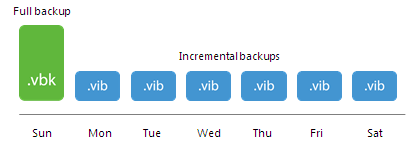 Full backup
Incremental backups
.vbk .vib .vib .vib .vib .vib .vib
Sun Mon Tue Wed Thu Fri Sat